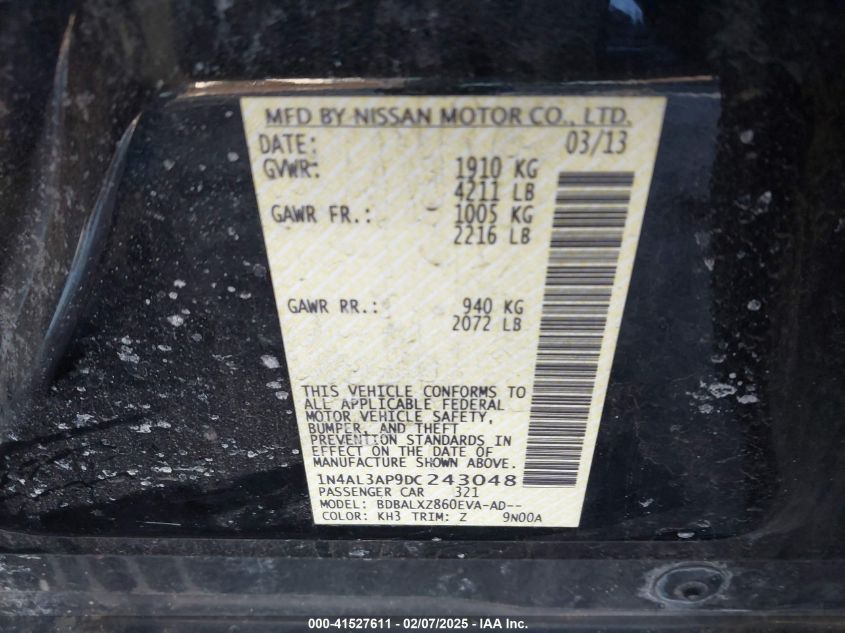 MFD BY NISSAN MOTOR CO., LTD.
DATE: 03/13
GVWR: 1910 KG
4211 LB
GAWR FR.: 1005 KG
2216 LB
GAWR RR.: 940 KG
2072 LB
THIS VEHICLE CONFORMS TO
ALL APPLICABLE FEDERAL
MOTOR VEHICLE SAFETY,
BUMPER, AND THEFT
PREVENTION STANDARDS IN
EFFECT ON THE DATE OF
MANUFACTURE SHOWN ABOVE.
1N4AL3AP9DC243048
PASSENGER CAR 321
MODEL: BDBALXZ860EVA-AD--
COLOR: KH3 TRIM: Z 9N00A
000-41527611 - 02/07/2025 - IAA Inc.